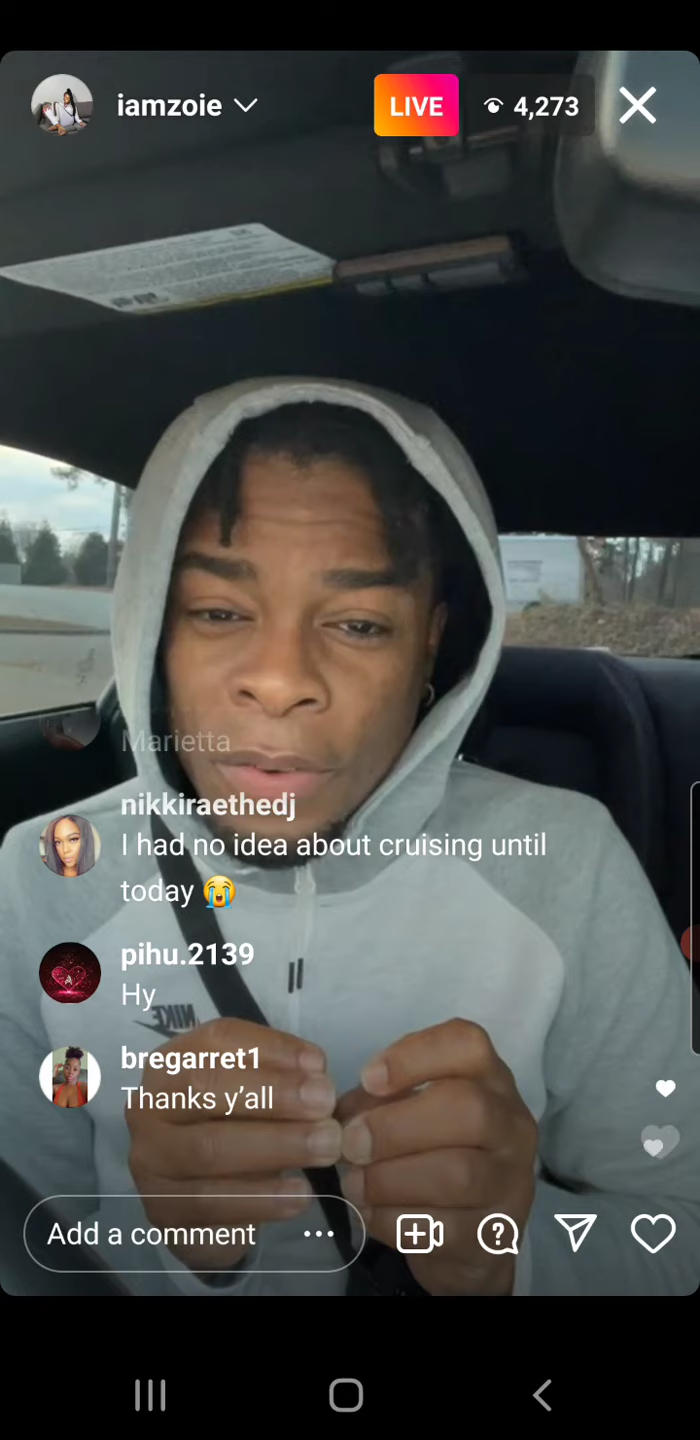 iamzoie
LIVE
4,273
Marietta
nikkiraethedj
I had no idea about cruising until
today 😭
pihu.2139
Hy
NIKE
bregarret1
Thanks y’all
Add a comment